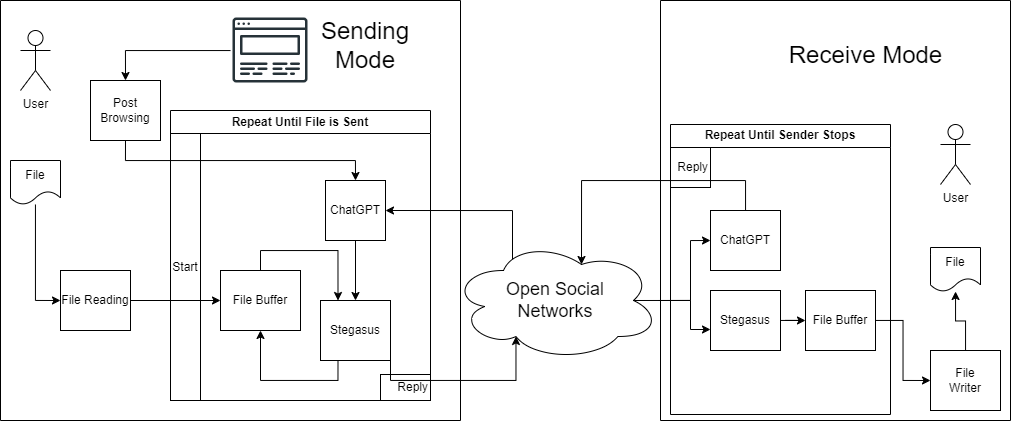 Sending
Mode
User
Post
Browsing
Repeat Until File is Sent
File
ChatGPT
Start
File Reading
File Buffer
Stegasus
Reply
Open Social
Networks
Receive Mode
Repeat Until Sender Stops
Reply
User
ChatGPT
File
Stegasus
File Buffer
File
Writer